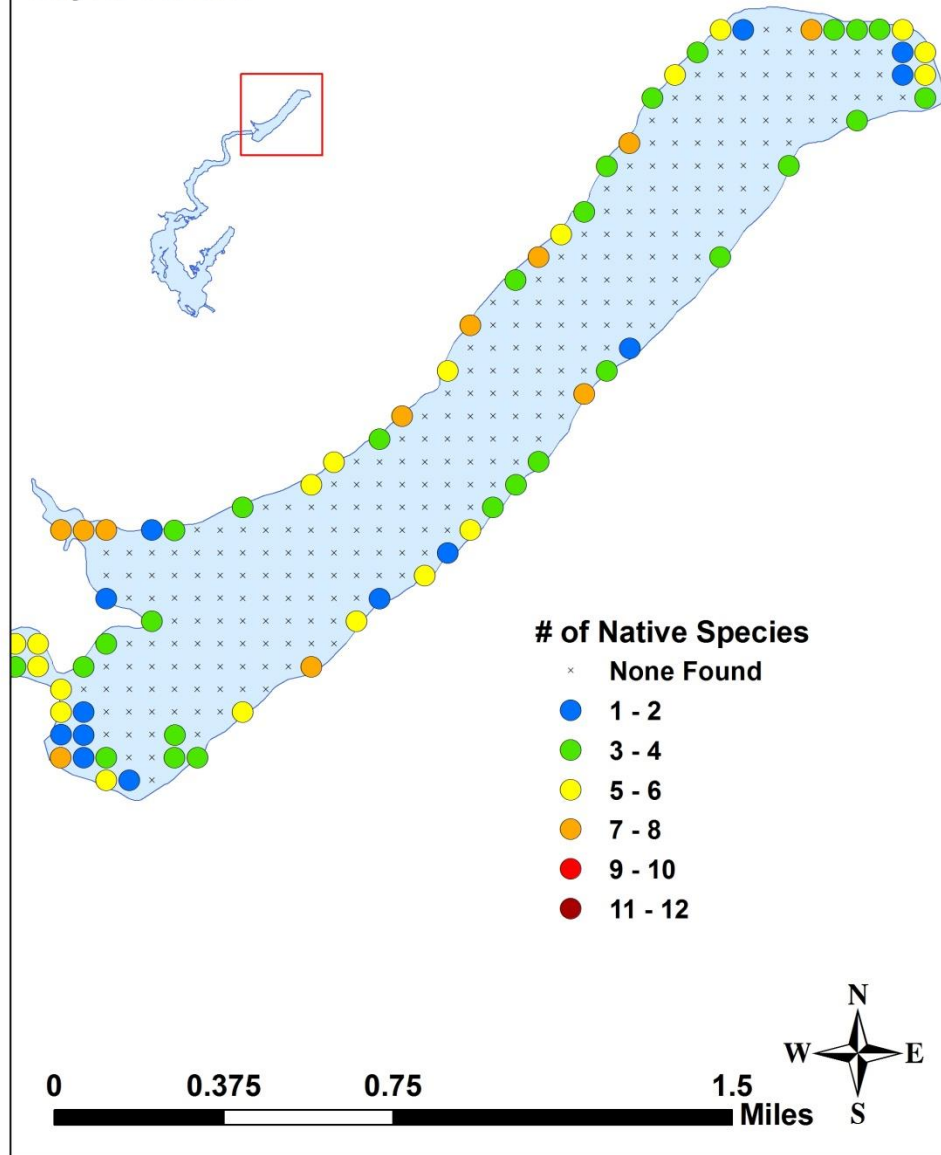 # of Native Species
None Found
1 - 2
3 - 4
5 - 6
7 - 8
9 - 10
11 - 12
N
W E
S
0 0.375 0.75 1.5
Miles